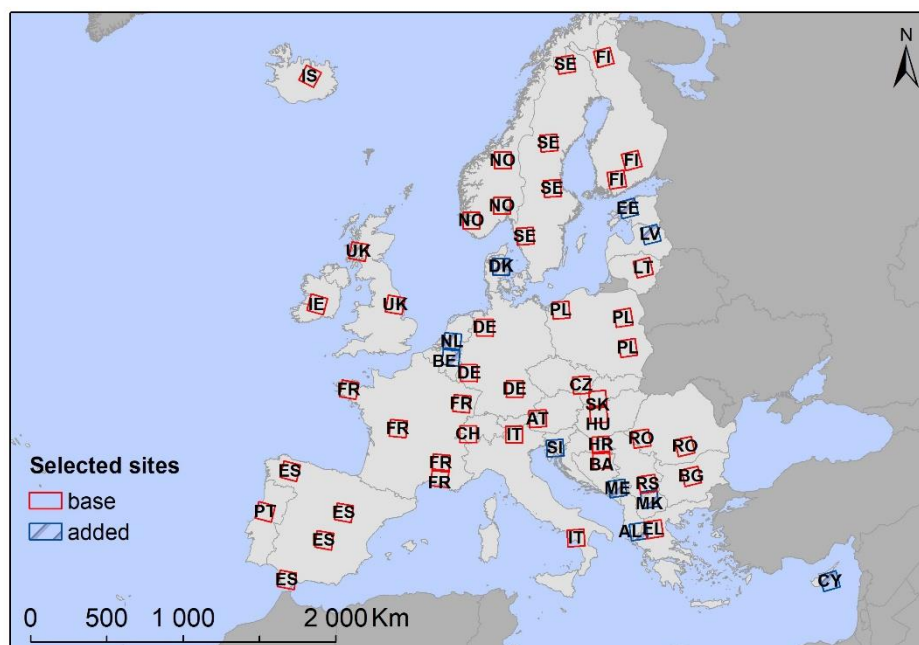 N
SE
FI
IS
SE
NO
FI
FI
SE
NO
EE
NO
SE
LV
UK
DK
LT
IE
UK
PL
PL
DE
NL
BE
PL
DE
CZ
FR
DE
FR
SK
AT
HU
FR
CH
IT
HR
RO
RO
SI
FR
BA
Selected sites
ES
FR
RS
BG
ME
base
MK
PT
ES
added
AL
EL
ES
IT
ES
CY
0 500 1 000 2 000 Km